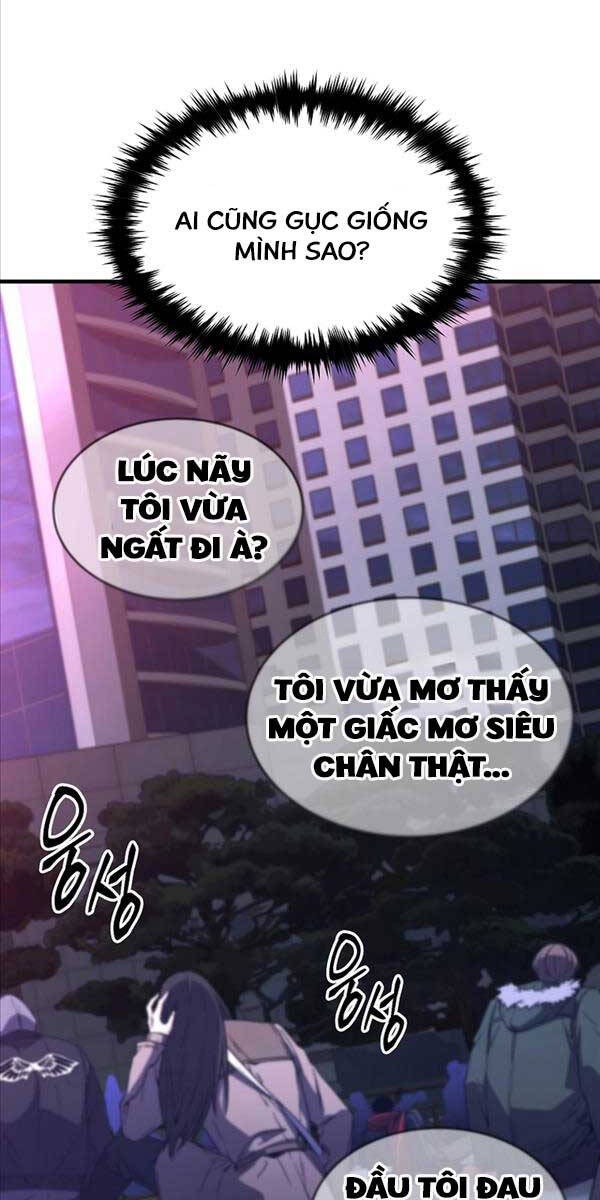 AI CŨNG GỤC GIỐNG
MÌNH SAO?
LÚC NÃY
TÔI VỪA
NGẤT ĐI À?
TÔI VỪA MƠ THẤY
MỘT GIẤC MƠ SIÊU
CHÂN THẬT...
웅성
웅성
ĐẦU TÔI ĐAU